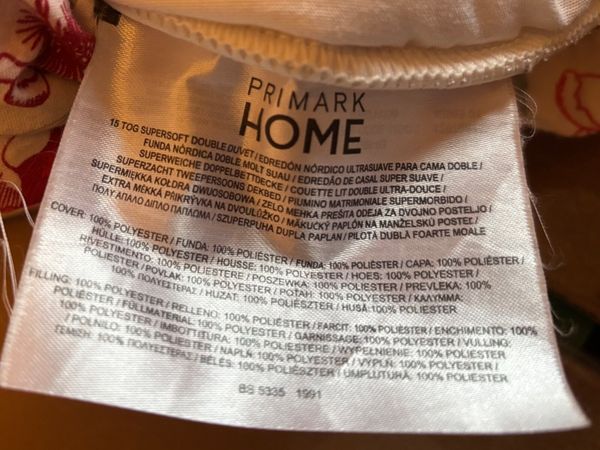 PRIMARK
HOME
15 TOG SUPERSOFT DOUBLE DUVET / EDREDÓN NÓRDICO ULTRASUAVE PARA CAMA DOBLE /
FUNDA NÓRDICA DOBLE MOLT SUAU / EDREDÃO DE CASAL SUPER SUAVE /
SUPERWEICHE DOPPELBETTDECKE / COUETTE LIT DOUBLE ULTRA-DOUCE /
SUPERZACHT TWEEPERSOONS DEKBED / PIUMINO MATRIMONIALE SUPERMORBIDO /
SUPERMIĘKKA KOŁDRA DWUOSOBOWA / ZELO MEHKA PREŠITA ODEJA ZA DVOJNO POSTELJO /
EXTRA MĚKKÁ PŘIKRÝVKA NA DVOULŮŽKO / MÄKUCKÝ PAPLÓN NA MANŽELSKÚ POSTEĽ /
ΠΟΛΥ ΑΠΑΛΟ ΔΙΠΛΟ ΠΑΠΛΩΜΑ / SZUPERPUHA DUPLA PAPLAN / PILOTĂ DUBLĂ FOARTE MOALE
COVER: 100% POLYESTER / FUNDA: 100% POLIÉSTER / FUNDA: 100% POLIÈSTER / CAPA: 100% POLIÉSTER /
HÜLLE: 100% POLYESTER / HOUSSE: 100% POLYESTER / HOES: 100% POLYESTER /
RIVESTIMENTO: 100% POLIESTERE / POSZEWKA: 100% POLIESTER / PREVLEKA: 100%
POLIESTER / POVLAK: 100% POLYESTER / POŤAH: 100% POLYESTER / ΚΑΛΥΜΜΑ:
100% ΠΟΛΥΕΣΤΕΡΑΣ / HUZAT: 100% POLIÉSZTER / HUSĂ: 100% POLIESTER
FILLING: 100% POLYESTER / RELLENO: 100% POLIÉSTER / FARCIT: 100% POLIÈSTER / ENCHIMENTO: 100%
POLIÉSTER / FÜLLMATERIAL: 100% POLYESTER / GARNISSAGE: 100% POLYESTER / VULLING:
100% POLYESTER / IMBOTTITURA: 100% POLIESTERE / WYPEŁNIENIE: 100% POLIESTER
/ POLNILO: 100% POLIESTER / NÁPLŇ: 100% POLYESTER / VÝPLŇ: 100% POLYESTER /
ΓΕΜΙΣΗ: 100% ΠΟΛΥΕΣΤΕΡΑΣ / BÉLÉS: 100% POLIÉSZTER / UMPLUTURĂ: 100% POLIESTER
BS 5335 1991